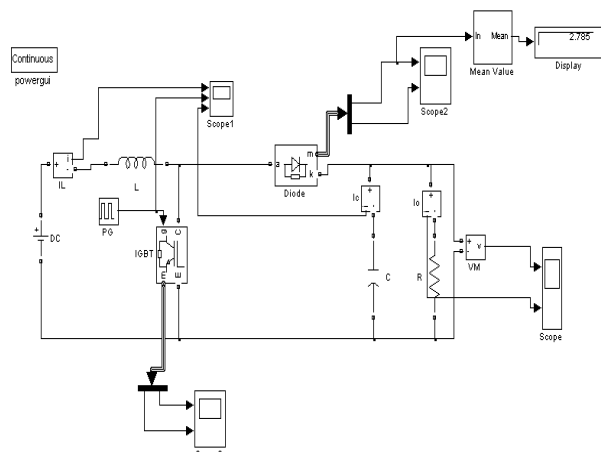 Continuous
powergui
In
Mean
Mean Value
2.785
Display
Scope2
Scope1
i
+
-
IL
L
a
m
k
Diode
Ic
i
+
-
Io
i
+
-
PG
DC
+
g
C
IGBT
m
E
C
R
+
-
v
VM
Scope